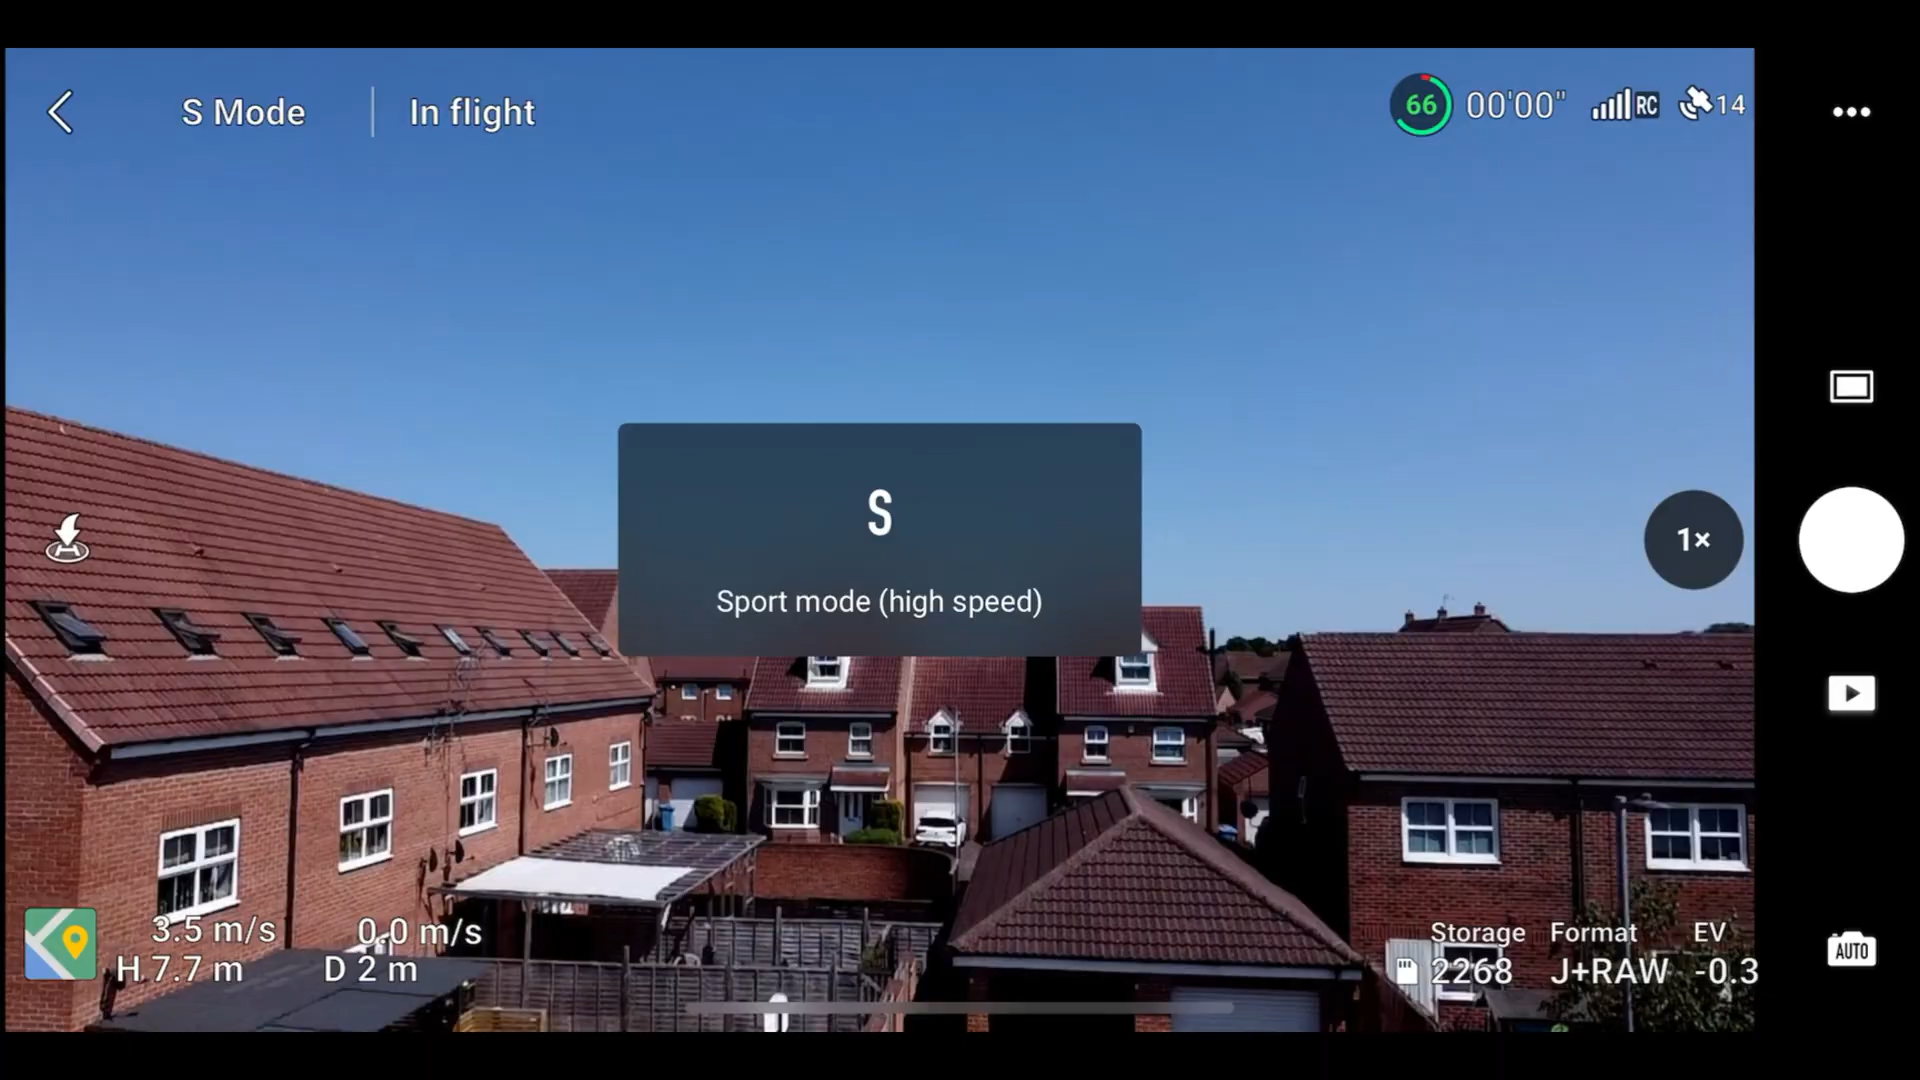 S Mode
In flight
66
00'00"
RC
14
S
Sport mode (high speed)
1×
3.5 m/s
0.0 m/s
H 7.7 m
D 2 m
Storage
Format
EV
2268
J+RAW
-0.3
AUTO